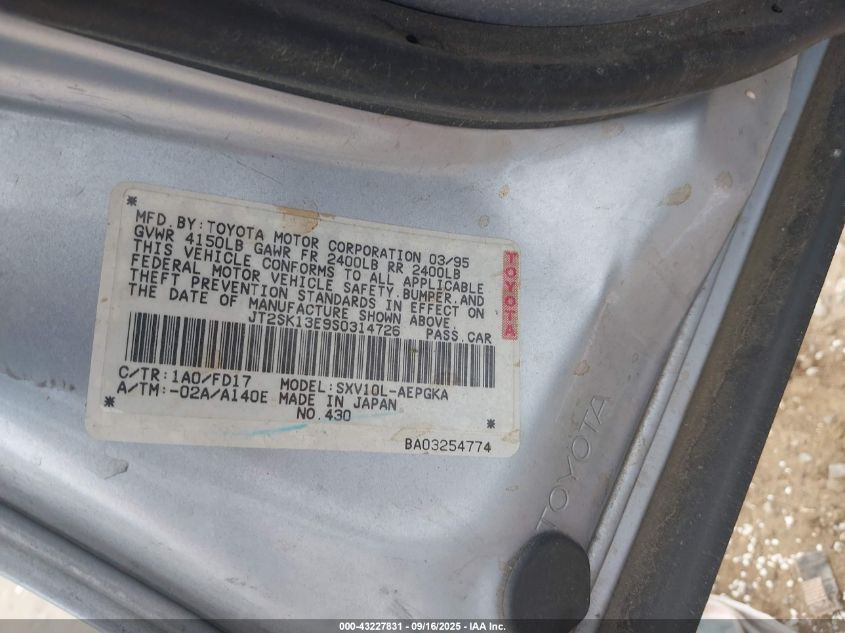 MFD.BY:TOYOTA MOTOR CORPORATION 03/95
GVWR 4150LB GAWR FR 2400LB RR 2400LB
THIS VEHICLE CONFORMS TO ALL APPLICABLE
FEDERAL MOTOR VEHICLE SAFETY,BUMPER,AND
THEFT PREVENTION STANDARDS IN EFFECT ON
THE DATE OF MANUFACTURE SHOWN ABOVE.
JT2SK13E9S0314726 PASS.CAR
C/TR:1A0/FD17 MODEL:SXV10L-AEPGKA
A/TM:-02A/A140E MADE IN JAPAN
NO.430
BA03254774
TOYOTA
TOYOTA
000-43227831 - 09/16/2025 - IAA Inc.